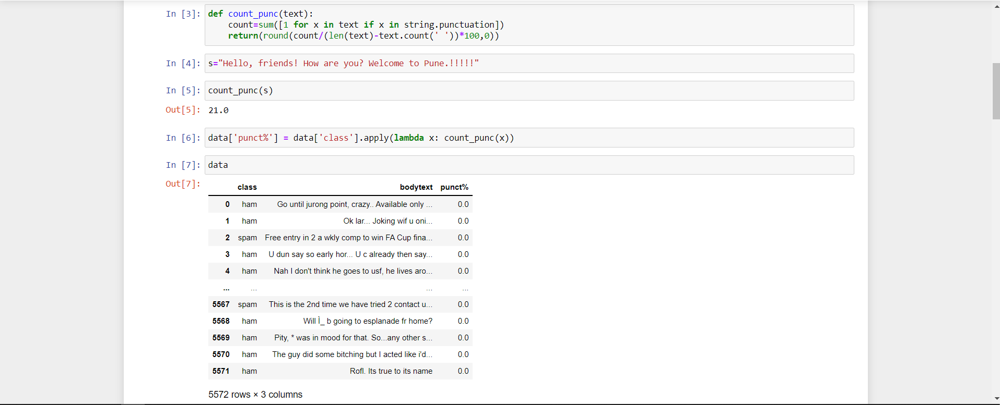 In [3]: def count_punc(text):
    count=sum([1 for x in text if x in string.punctuation])
    return(round(count/(len(text)-text.count(' '))*100,0))
In [4]: s="Hello, friends! How are you? Welcome to Pune.!!!!!"
In [5]: count_punc(s)
Out[5]: 21.0
In [6]: data['punct%'] = data['class'].apply(lambda x: count_punc(x))
In [7]: data
Out[7]:
class bodytext punct%
0 ham Go until jurong point, crazy.. Available only ... 0.0
1 ham Ok lar... Joking wif u oni... 0.0
2 spam Free entry in 2 a wkly comp to win FA Cup fina... 0.0
3 ham U dun say so early hor... U c already then say... 0.0
4 ham Nah I don't think he goes to usf, he lives aro... 0.0
... ... ... ...
5567 spam This is the 2nd time we have tried 2 contact u... 0.0
5568 ham Will Ì_ b going to esplanade fr home? 0.0
5569 ham Pity, * was in mood for that. So...any other s... 0.0
5570 ham The guy did some bitching but I acted like i'd... 0.0
5571 ham Rofl. Its true to its name 0.0
5572 rows × 3 columns